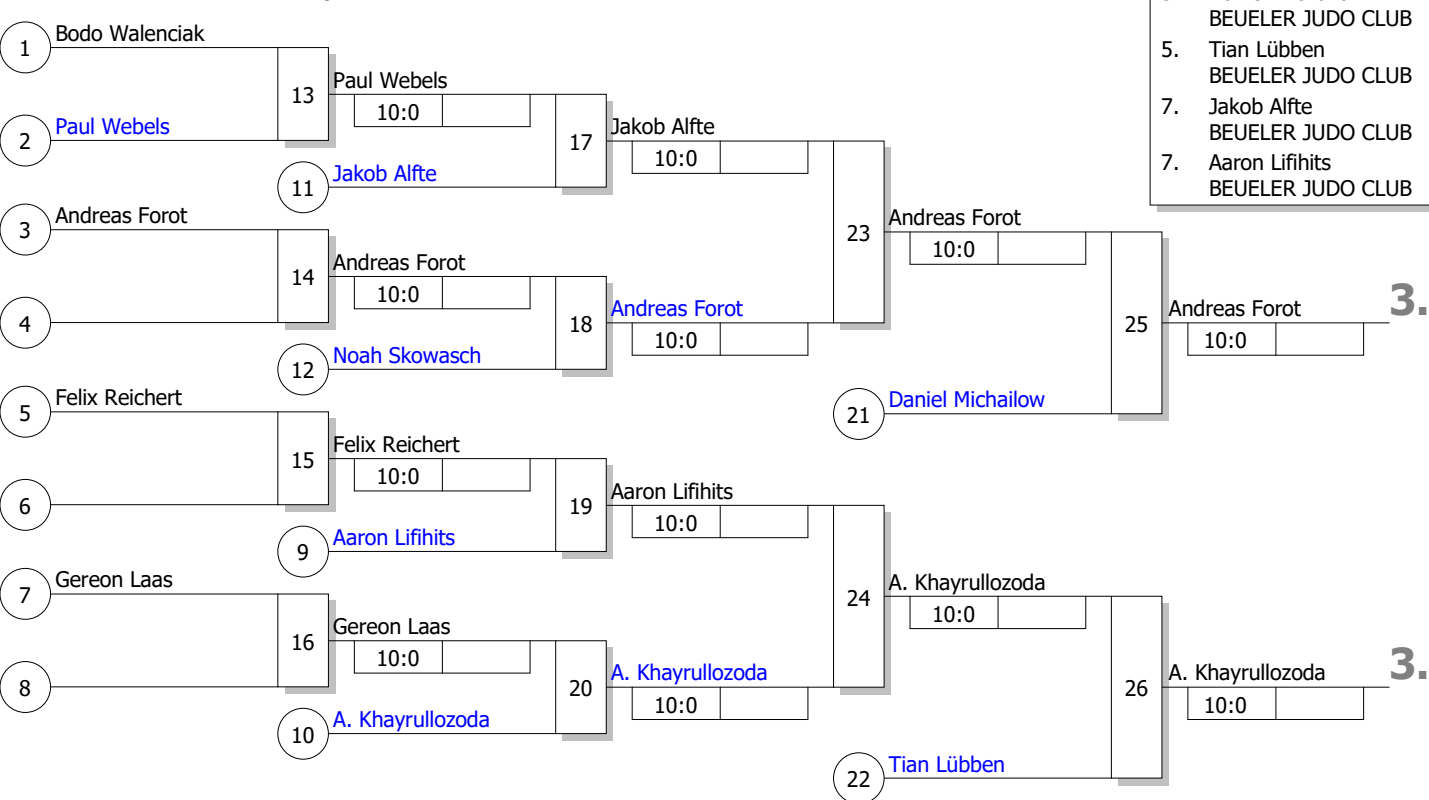 BEUELER JUDO CLUB
5. Tian Lübben
BEUELER JUDO CLUB
7. Jakob Alfte
BEUELER JUDO CLUB
7. Aaron Lifihits
BEUELER JUDO CLUB
1 Bodo Walenciak
13 Paul Webels
10:0
2 Paul Webels
17 Jakob Alfte
10:0
11 Jakob Alfte
3 Andreas Forot
23 Andreas Forot
10:0
14 Andreas Forot
10:0
4
18 Andreas Forot
10:0
25 Andreas Forot 3.
10:0
12 Noah Skowasch
5 Felix Reichert
21 Daniel Michailow
15 Felix Reichert
10:0
6
19 Aaron Lifihits
10:0
9 Aaron Lifihits
7 Gereon Laas
24 A. Khayrullozoda
10:0
16 Gereon Laas
10:0
8
20 A. Khayrullozoda
10:0
26 A. Khayrullozoda 3.
10:0
10 A. Khayrullozoda
22 Tian Lübben